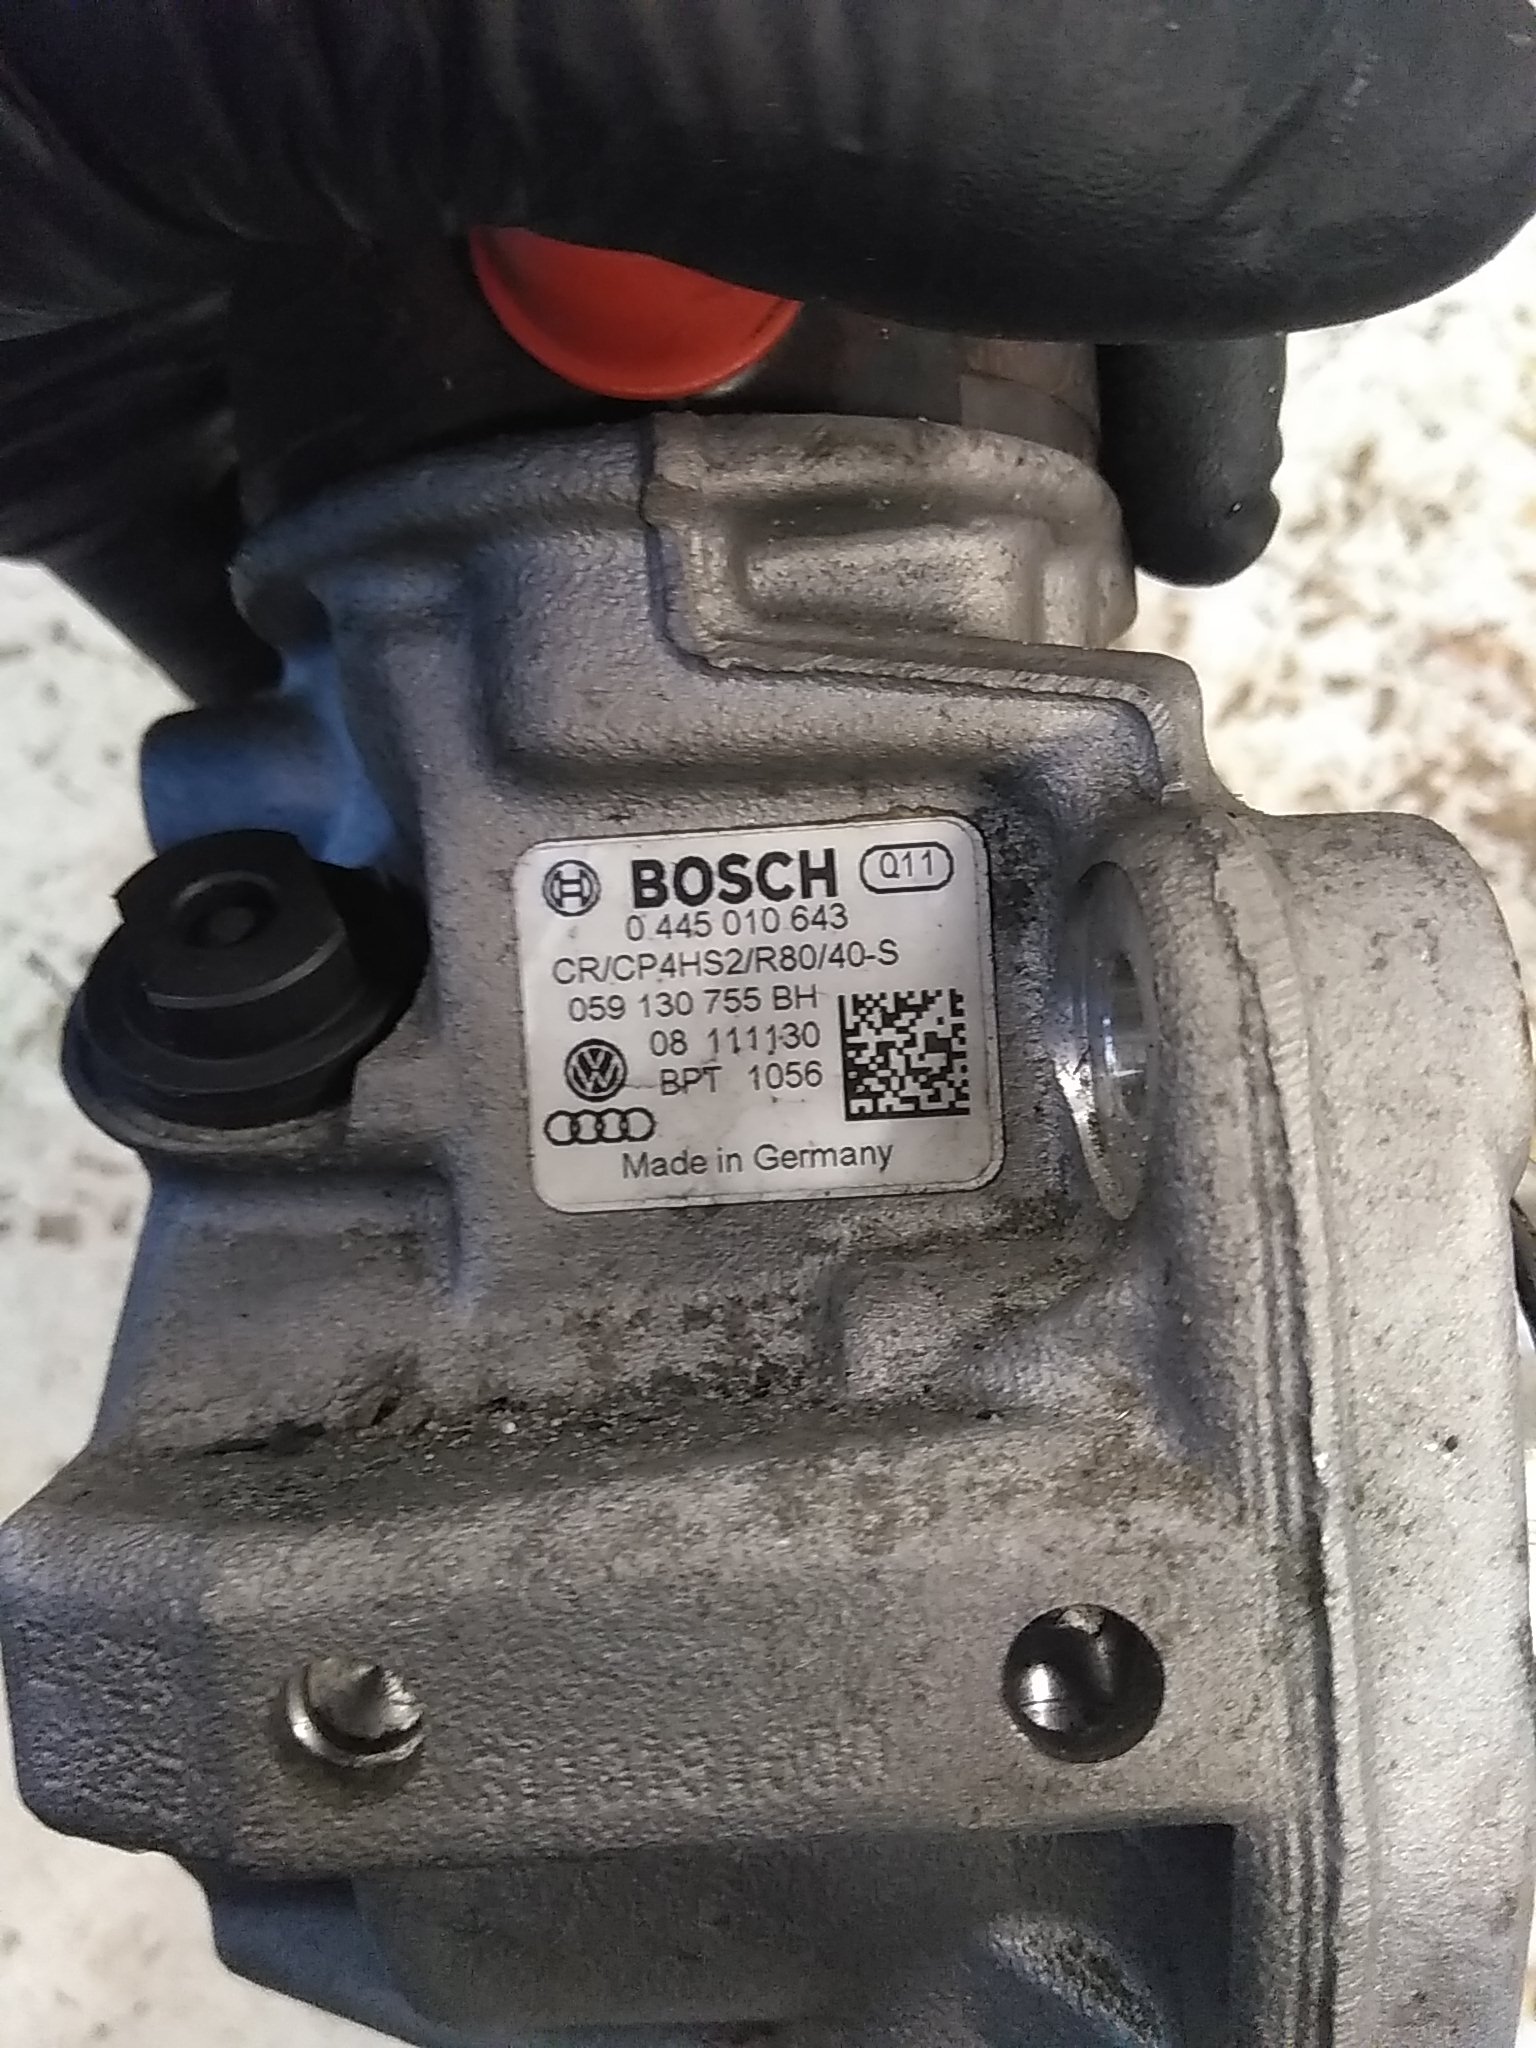 BOSCH Q11
0 445 010 643
CR/CP4HS2/R80/40-S
059 130 755 BH
08 111130
BPT 1056
Made in Germany